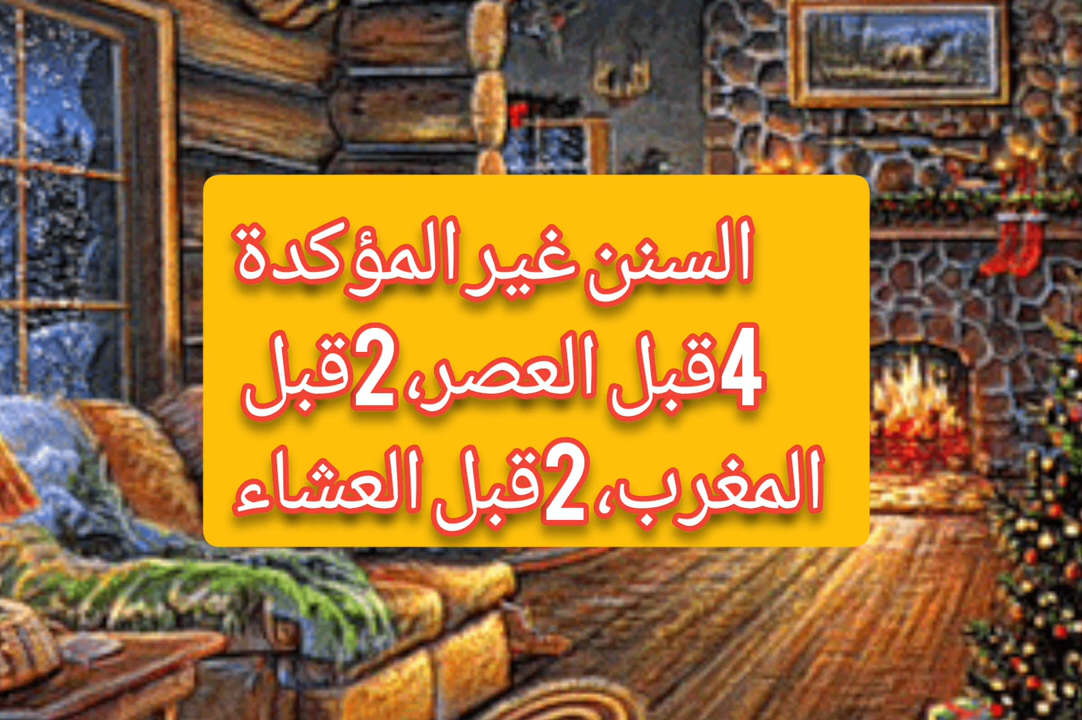 السنن غير المؤكدة
4قبل العصر،2قبل
المغرب،2قبل العشاء